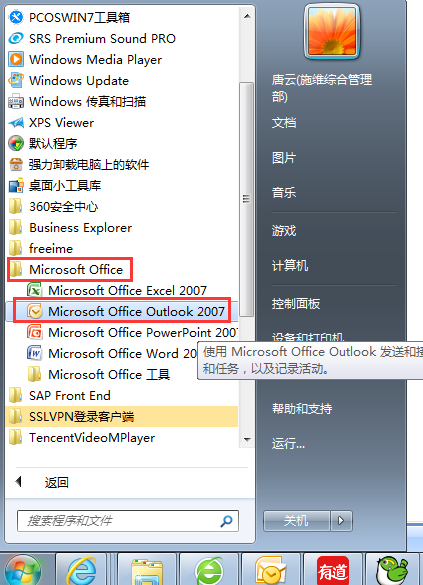 PCOSWIN7工具箱
SRS Premium Sound PRO
Windows Media Player
Windows Update
Windows 传真和扫描
XPS Viewer
默认程序
强力卸载电脑上的软件
桌面小工具库
360安全中心
Business Explorer
freeime
Microsoft Office
Microsoft Office Excel 2007
Microsoft Office Outlook 2007
Microsoft Office PowerPoint 200
Microsoft Office Word 20
Microsoft Office 工具
SAP Front End
SSLVPN登录客户端
TencentVideoMPlayer
返回
搜索程序和文件
唐云(施维综合管理
部)
文档
图片
音乐
游戏
计算机
控制面板
设备和打印机
使用 Microsoft Office Outlook 发送和接
和任务，以及记录活动。
帮助和支持
运行...
关机
有道